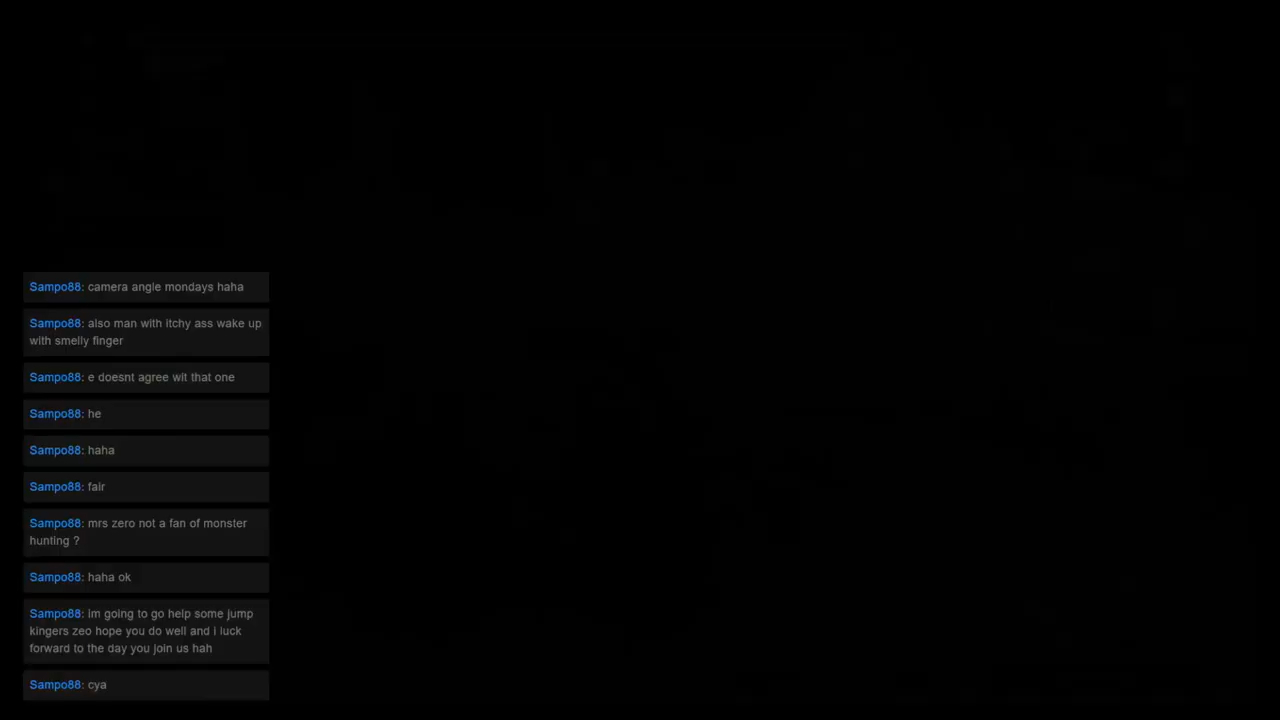 Sampo88: camera angle mondays haha
Sampo88: also man with itchy ass wake up
with smelly finger
Sampo88: e doesnt agree wit that one
Sampo88: he
Sampo88: haha
Sampo88: fair
Sampo88: mrs zero not a fan of monster
hunting ?
Sampo88: haha ok
Sampo88: im going to go help some jump
kingers zeo hope you do well and i luck
forward to the day you join us hah
Sampo88: cya